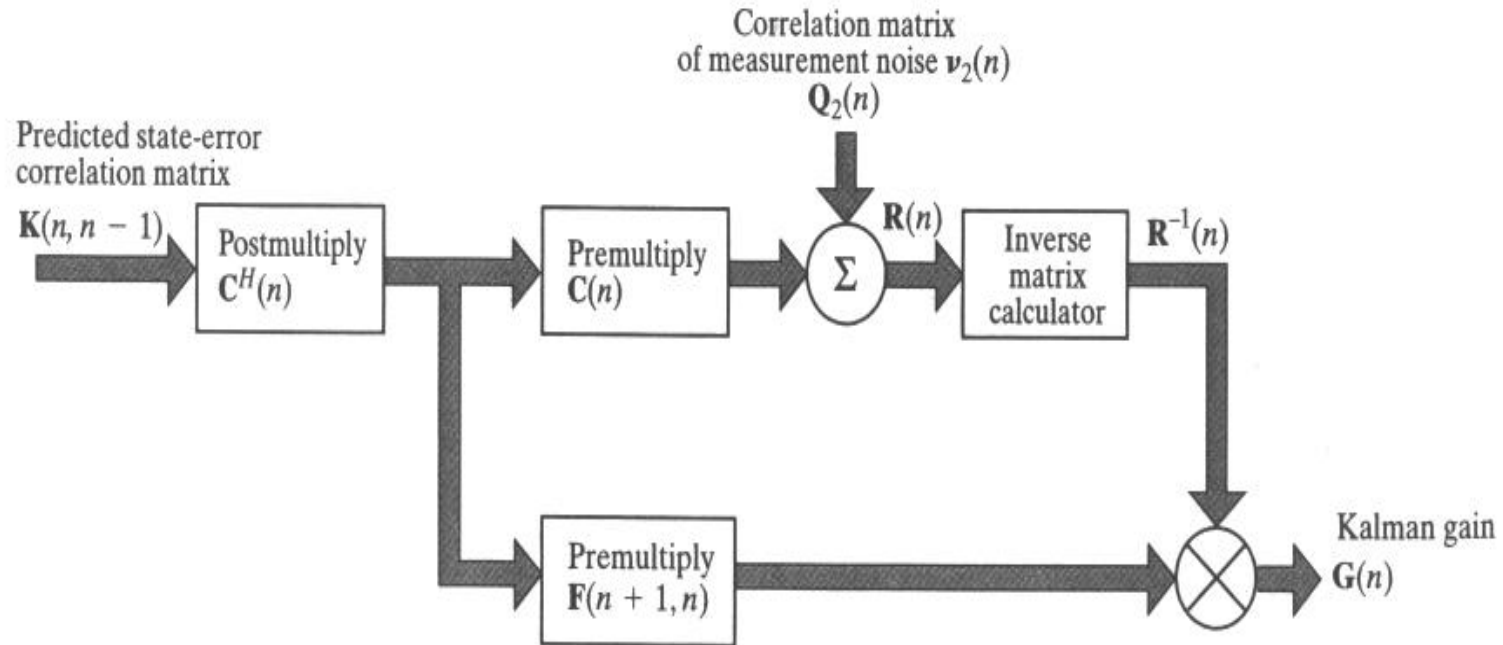 Correlation matrix
of measurement noise 𝝂₂(n)
Q₂(n)
Predicted state-error
correlation matrix
K(n, n − 1)
Postmultiply
Cᴴ(n)
Premultiply
C(n)
Σ
R(n)
Inverse
matrix
calculator
R⁻¹(n)
Premultiply
F(n + 1, n)
Kalman gain
G(n)